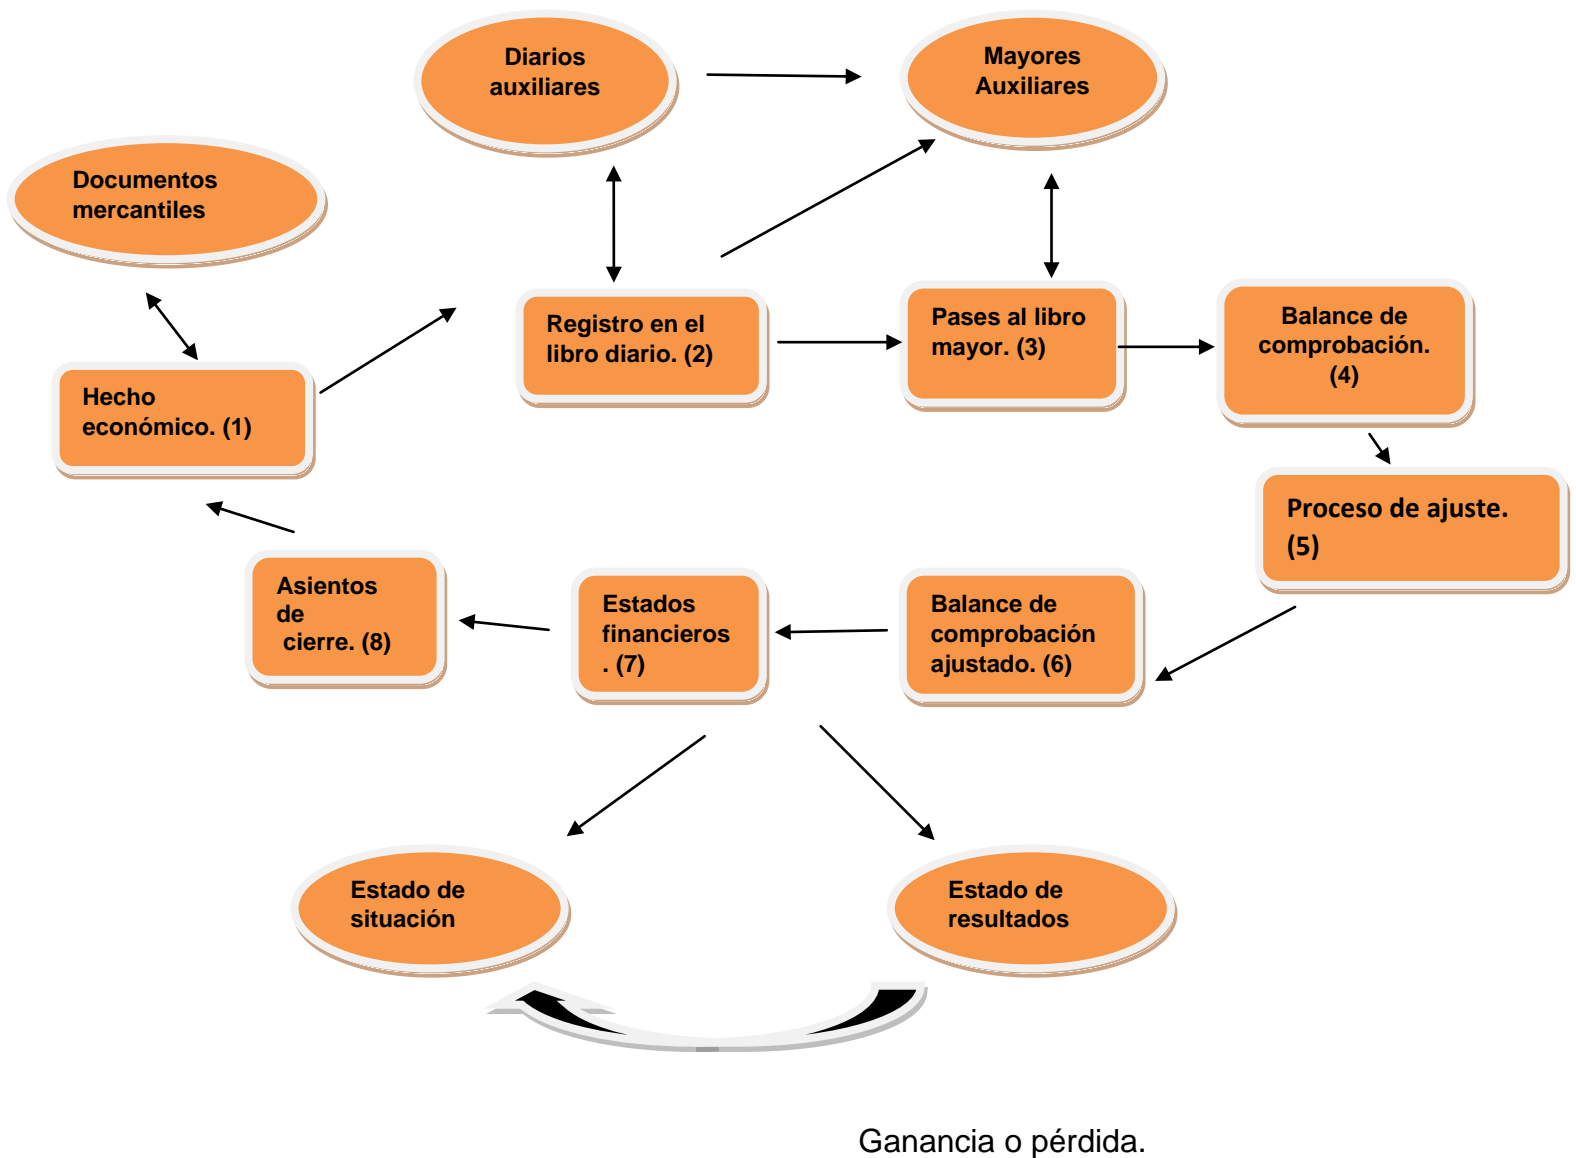 Diarios
auxiliares
Mayores
Auxiliares
Documentos
mercantiles
Registro en el
libro diario. (2)
Pases al libro
mayor. (3)
Balance de
comprobación.
(4)
Hecho
económico. (1)
Proceso de ajuste.
(5)
Asientos
de
cierre. (8)
Estados
financieros
. (7)
Balance de
comprobación
ajustado. (6)
Estado de
situación
Estado de
resultados
Ganancia o pérdida.